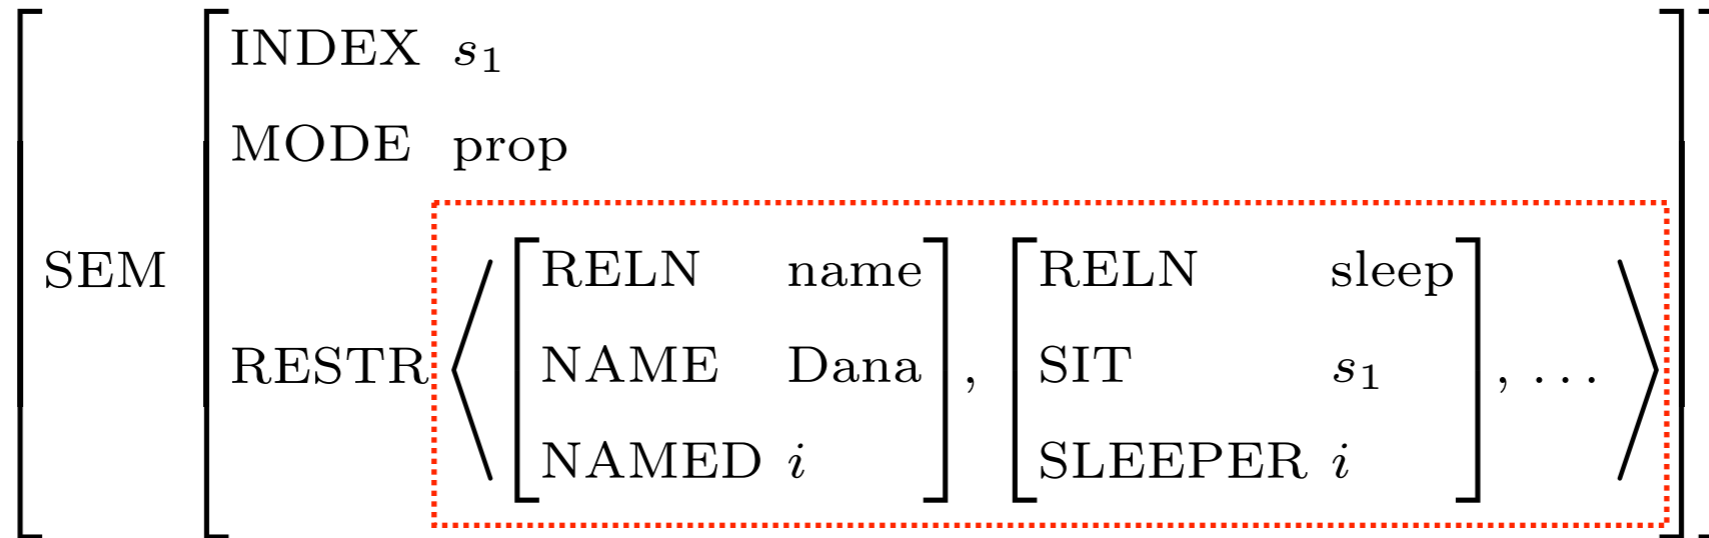 INDEX s₁
MODE prop
SEM RELN name RELN sleep
RESTR ⟨ NAME Dana , SIT s₁ , … ⟩
NAMED i SLEEPER i